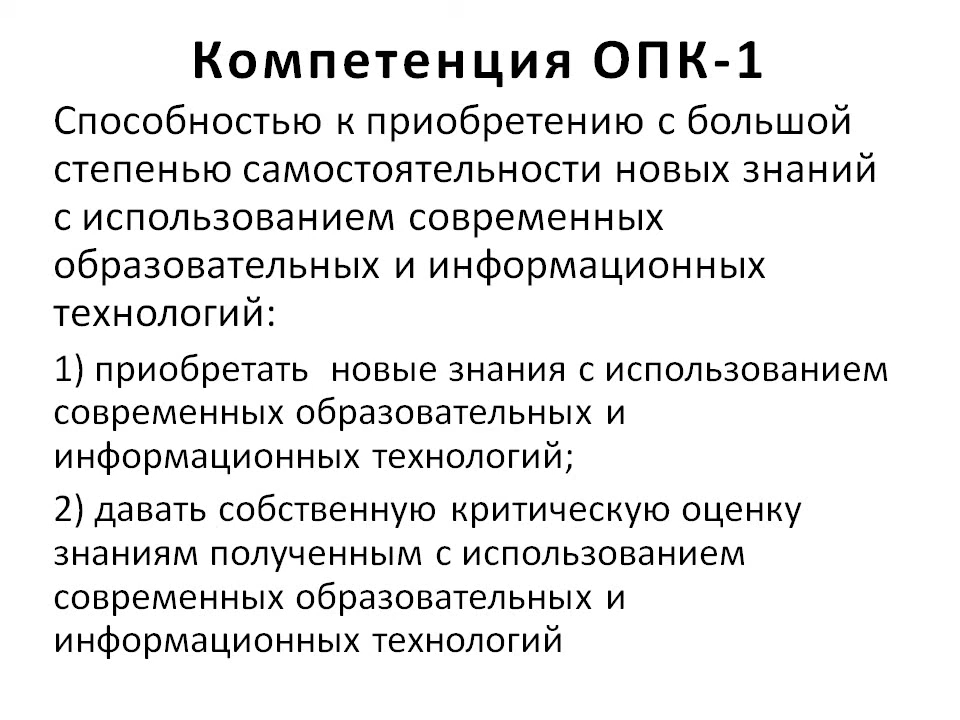 Компетенция ОПК-1
Способностью к приобретению с большой
степенью самостоятельности новых знаний
с использованием современных
образовательных и информационных
технологий:
1) приобретать  новые знания с использованием
современных образовательных и
информационных технологий;
2) давать собственную критическую оценку
знаниям полученным с использованием
современных образовательных и
информационных технологий